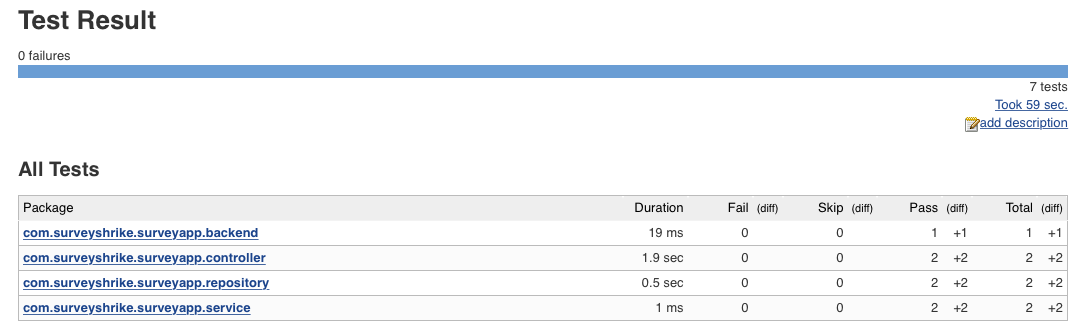 Test Result
0 failures
7 tests
Took 59 sec.
add description
All Tests
Package Duration Fail (diff) Skip (diff) Pass (diff) Total (diff)
com.surveyshrike.surveyapp.backend 19 ms 0 0 1 +1 1 +1
com.surveyshrike.surveyapp.controller 1.9 sec 0 0 2 +2 2 +2
com.surveyshrike.surveyapp.repository 0.5 sec 0 0 2 +2 2 +2
com.surveyshrike.surveyapp.service 1 ms 0 0 2 +2 2 +2